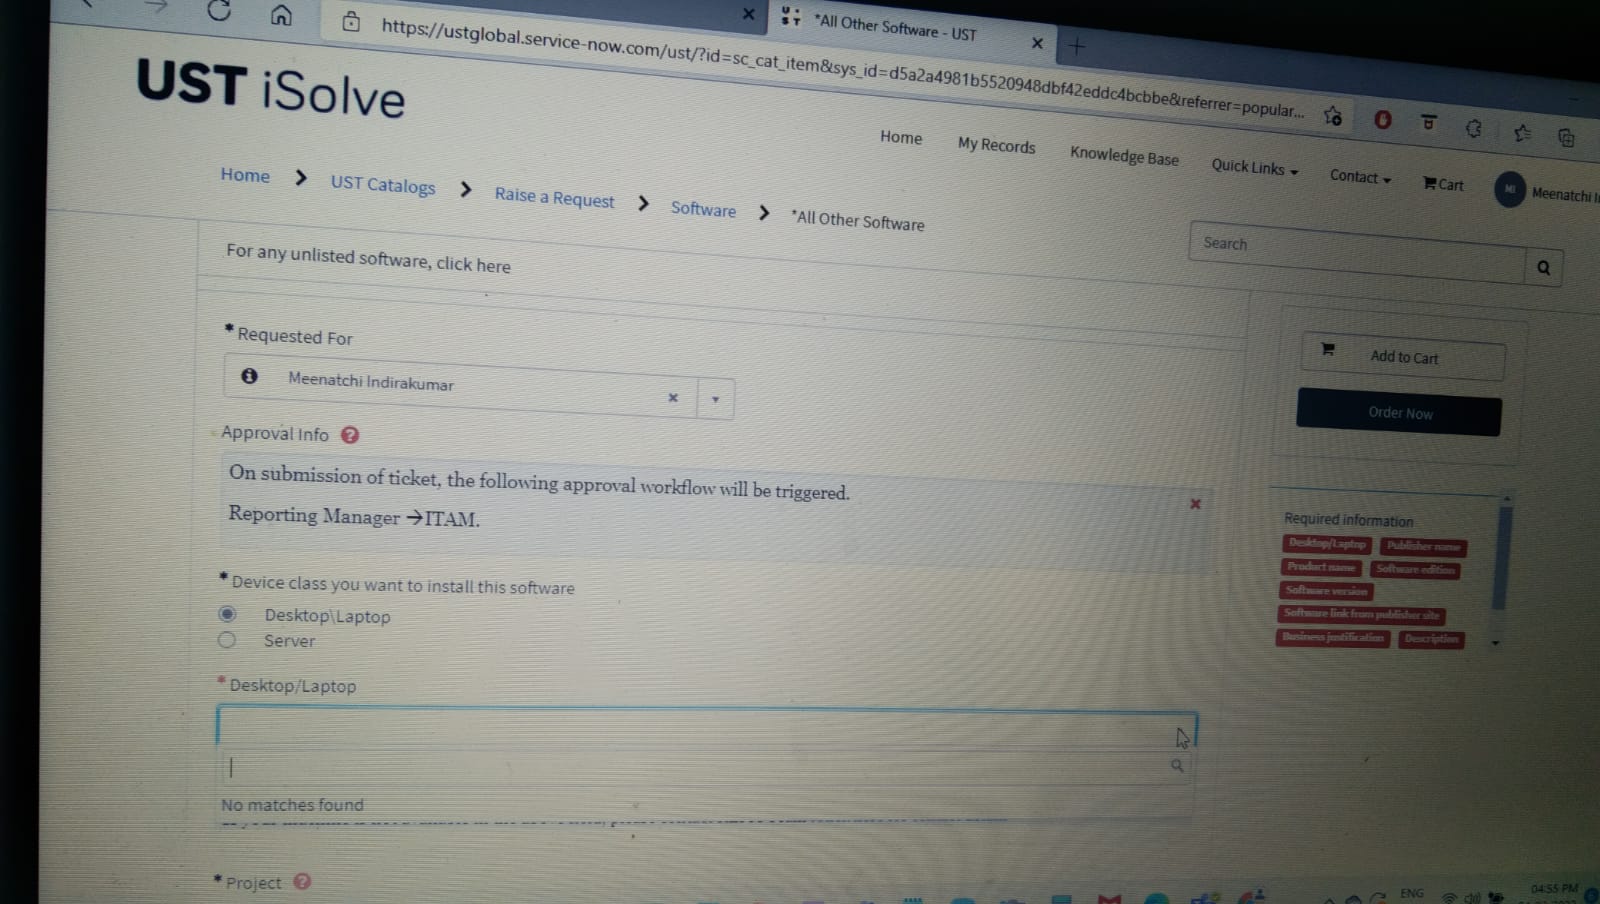 *All Other Software - UST
https://ustglobal.service-now.com/ust/?id=sc_cat_item&sys_id=d5a2a4981b5520948dbf42eddc4bcbbe&referrer=popular...
UST iSolve
Home My Records Knowledge Base Quick Links Contact Cart MI Meenatchi
Home > UST Catalogs > Raise a Request > Software > *All Other Software
Search
For any unlisted software, click here
* Requested For
Meenatchi Indirakumar
Add to Cart
Order Now
Approval Info
On submission of ticket, the following approval workflow will be triggered.
Reporting Manager →ITAM.
* Device class you want to install this software
Desktop\Laptop
Server
* Desktop/Laptop
No matches found
* Project
Required information
Desktop/Laptop Publisher name
Product name Software edition
Software version
Software link from publisher site
Business justification Description
ENG
04:55 PM